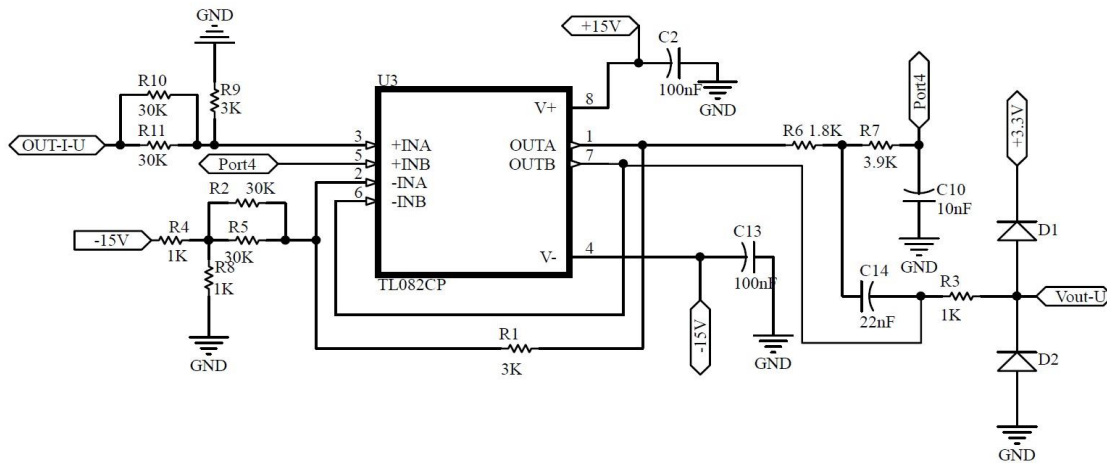 GND
+15V
C2
100nF
GND
Port4
+3.3V
R10
30K
R9
3K
R11
30K
OUT-I-U
Port4
U3
V+
8
3
+INA
5
+INB
2
-INA
6
-INB
OUTA
1
OUTB
7
V-
4
TL082CP
R6 1.8K
R7
3.9K
C10
10nF
GND
D1
R2
30K
-15V
R4
1K
R5
30K
R8
1K
GND
C13
100nF
GND
-15V
C14
22nF
R3
1K
Vout-U
R1
3K
D2
GND